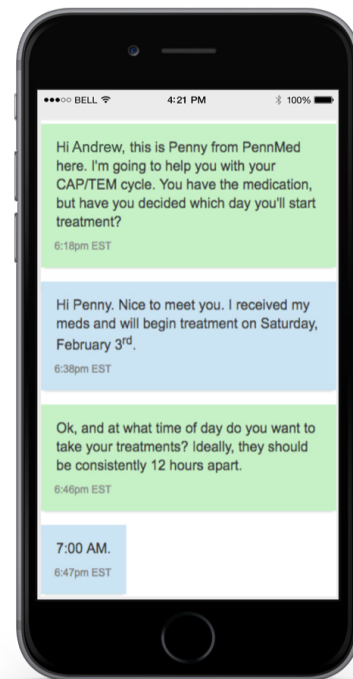 BELL 4:21 PM 100%
Hi Andrew, this is Penny from PennMed
here. I'm going to help you with your
CAP/TEM cycle. You have the medication,
but have you decided which day you'll start
treatment?
6:18pm EST
Hi Penny. Nice to meet you. I received my
meds and will begin treatment on Saturday,
February 3rd.
6:38pm EST
Ok, and at what time of day do you want to
take your treatments? Ideally, they should
be consistently 12 hours apart.
6:46pm EST
7:00 AM.
6:47pm EST